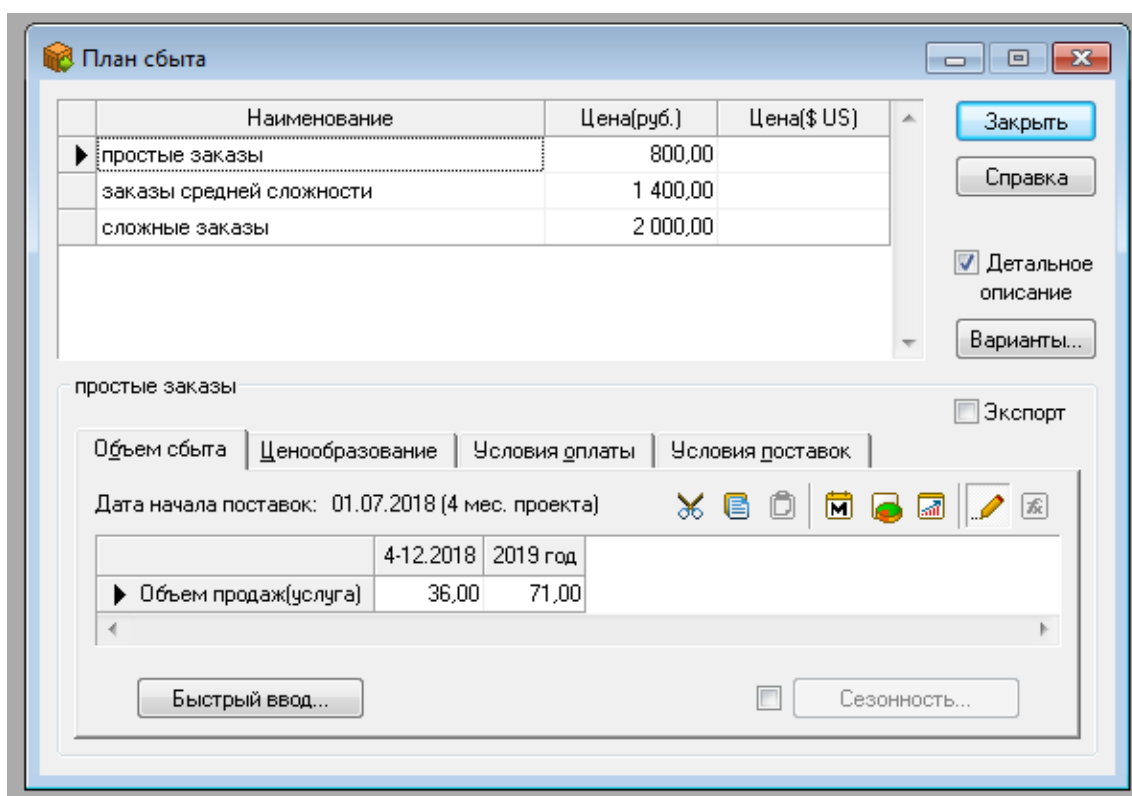 План сбыта
Наименование Цена(руб.) Цена($ US)
простые заказы 800,00
заказы средней сложности 1 400,00
сложные заказы 2 000,00
Закрыть
Справка
Детальное
описание
Варианты...
простые заказы
Экспорт
Объем сбыта Ценообразование Условия оплаты Условия поставок
Дата начала поставок: 01.07.2018 (4 мес. проекта)
4-12.2018 2019 год
Объем продаж(услуга) 36,00 71,00
Быстрый ввод...
Сезонность...